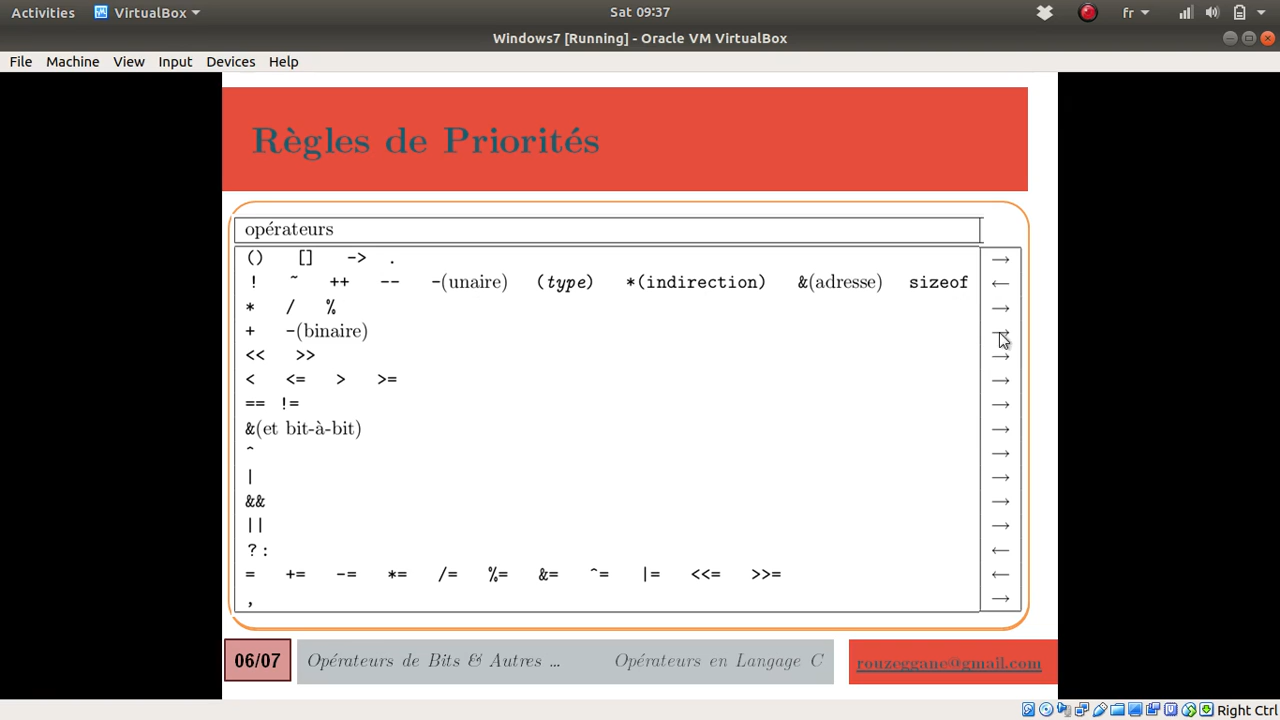 Activities VirtualBox Sat 09:37 fr
Windows7 [Running] - Oracle VM VirtualBox
File Machine View Input Devices Help
Règles de Priorités
opérateurs
() [] -> . →
! ~ ++ -- -(unaire) (type) *(indirection) &(adresse) sizeof ←
* / % →
+ -(binaire) →
<< >> →
< <= > >= →
== != →
&(et bit-à-bit) →
^ →
| →
&& →
|| →
?: ←
= += -= *= /= %= &= ^= |= <<= >>= ←
, →
06/07 Opérateurs de Bits & Autres ... Opérateurs en Langage C rouzeggane@gmail.com
Right Ctrl